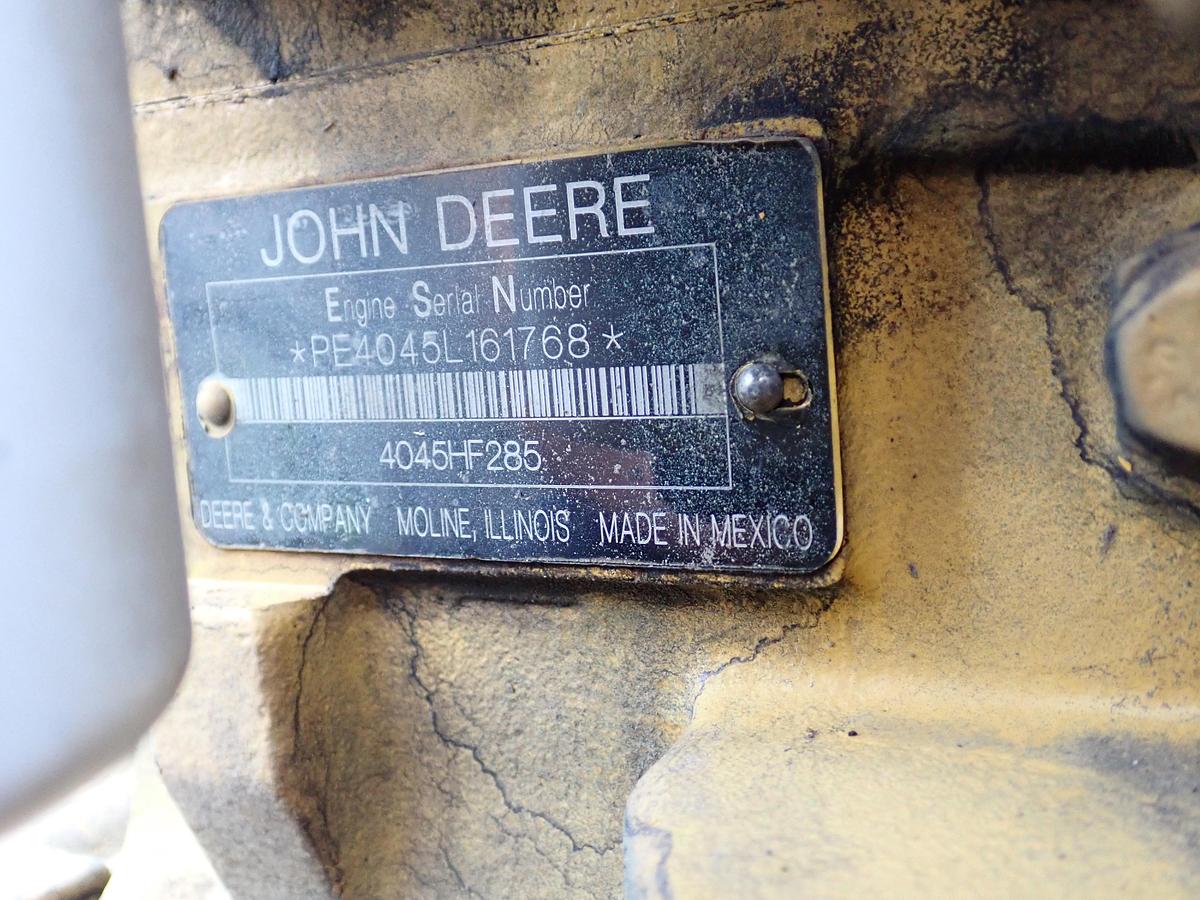 JOHN DEERE
Engine Serial Number
*PE4045L161768*
4045HF285
DEERE & COMPANY MOLINE, ILLINOIS MADE IN MEXICO